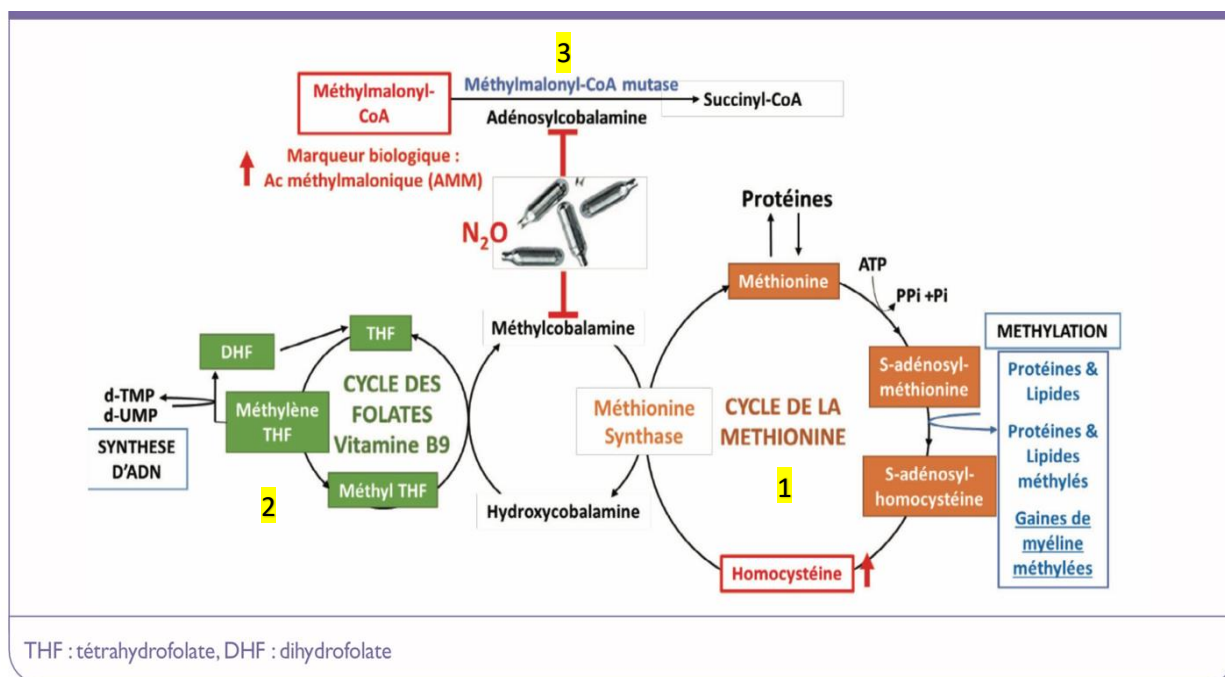 3
Méthylmalonyl-
CoA
Méthylmalonyl-CoA mutase
Adénosylcobalamine
Succinyl-CoA
Marqueur biologique :
Ac méthylmalonique (AMM)
N₂O
Protéines
ATP
PPi +Pi
Méthionine
Méthylcobalamine
THF
DHF
METHYLATION
S-adénosyl-
méthionine
Protéines &
Lipides
d-TMP
d-UMP
Méthylène
THF
CYCLE DES
FOLATES
Vitamine B9
Méthionine
Synthase
CYCLE DE LA
METHIONINE
Protéines &
Lipides
méthylés
SYNTHESE
D'ADN
S-adénosyl-
homocystéine
1
2
Méthyl THF
Hydroxycobalamine
Gaines de
myéline
méthylées
Homocystéine
THF : tétrahydrofolate, DHF : dihydrofolate